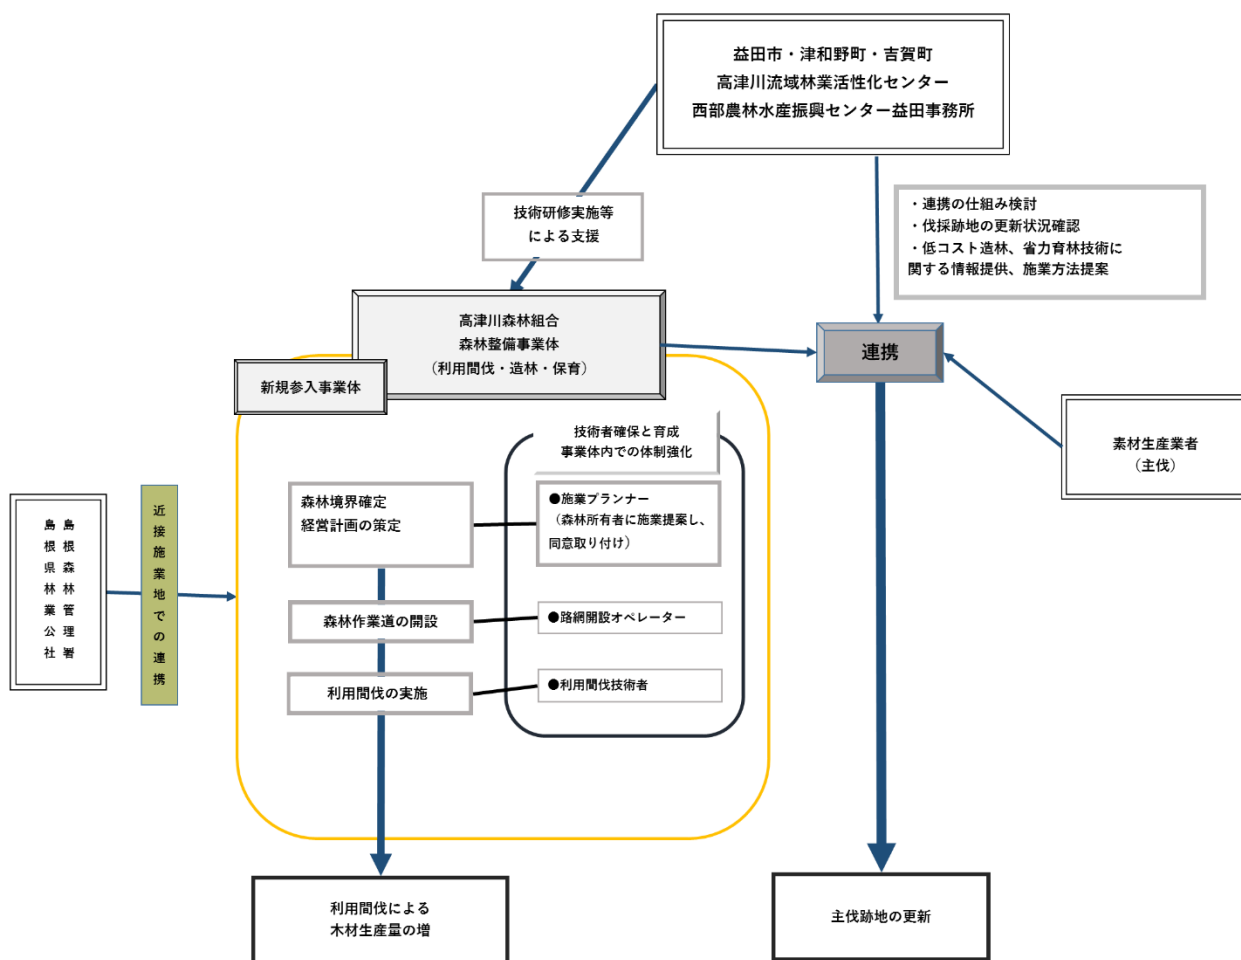 益田市・津和野町・吉賀町
高津川流域林業活性化センター
西部農林水産振興センター益田事務所
技術研修実施等
による支援
・連携の仕組み検討
・伐採跡地の更新状況確認
・低コスト造林、省力育林技術に
関する情報提供、施業方法提案
高津川森林組合
森林整備事業体
（利用間伐・造林・保育）
連携
新規参入事業体
素材生産業者
（主伐）
技術者確保と育成
事業体内での体制強化
森林境界確定
経営計画の策定
●施業プランナー
（森林所有者に施業提案し、
同意取り付け）
島根森林管理署
島根県林業公社
近接施業地での連携
森林作業道の開設
●路網開設オペレーター
利用間伐の実施
●利用間伐技術者
利用間伐による
木材生産量の増
主伐跡地の更新